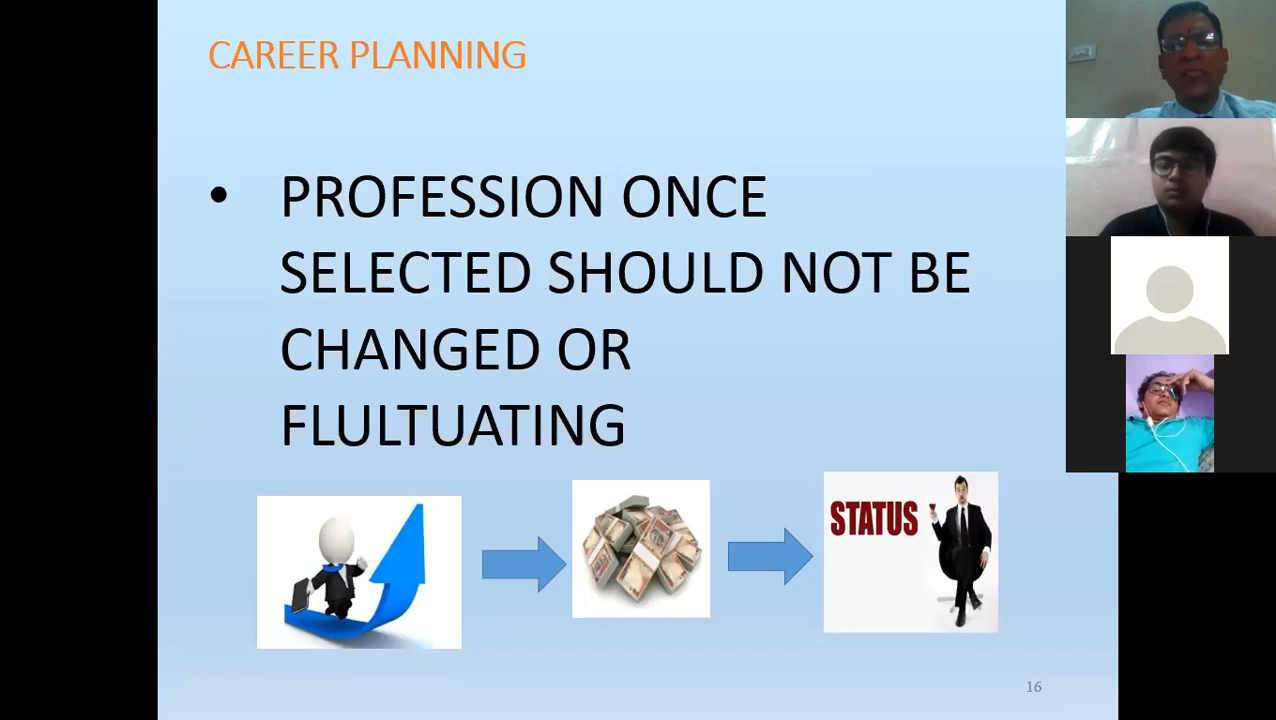 CAREER PLANNING
• PROFESSION ONCE
SELECTED SHOULD NOT BE
CHANGED OR
FLULTUATING
STATUS
16